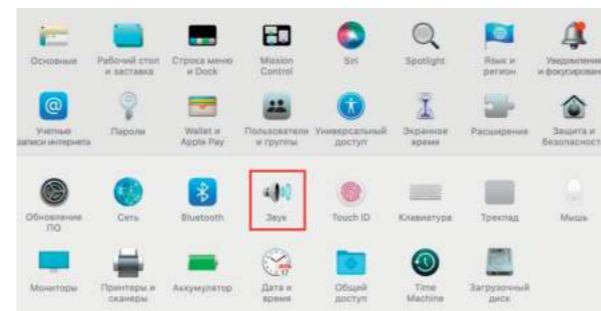 Основные
Рабочий стол
и заставка
Строка меню
и Dock
Mission
Control
Siri
Spotlight
Язык и
регион
Уведомления
и фокусирован
Учетные
записи интернета
Пароли
Wallet и
Apple Pay
Пользователи
и группы
Универсальный
доступ
Экранное
время
Расширения
Защита и
безопасност
Обновление
ПО
Сеть
Bluetooth
Звук
Touch ID
Клавиатура
Трекпад
Мышь
Мониторы
Принтеры и
сканеры
Аккумулятор
Дата и
время
Общий
доступ
Time
Machine
Загрузочный
диск